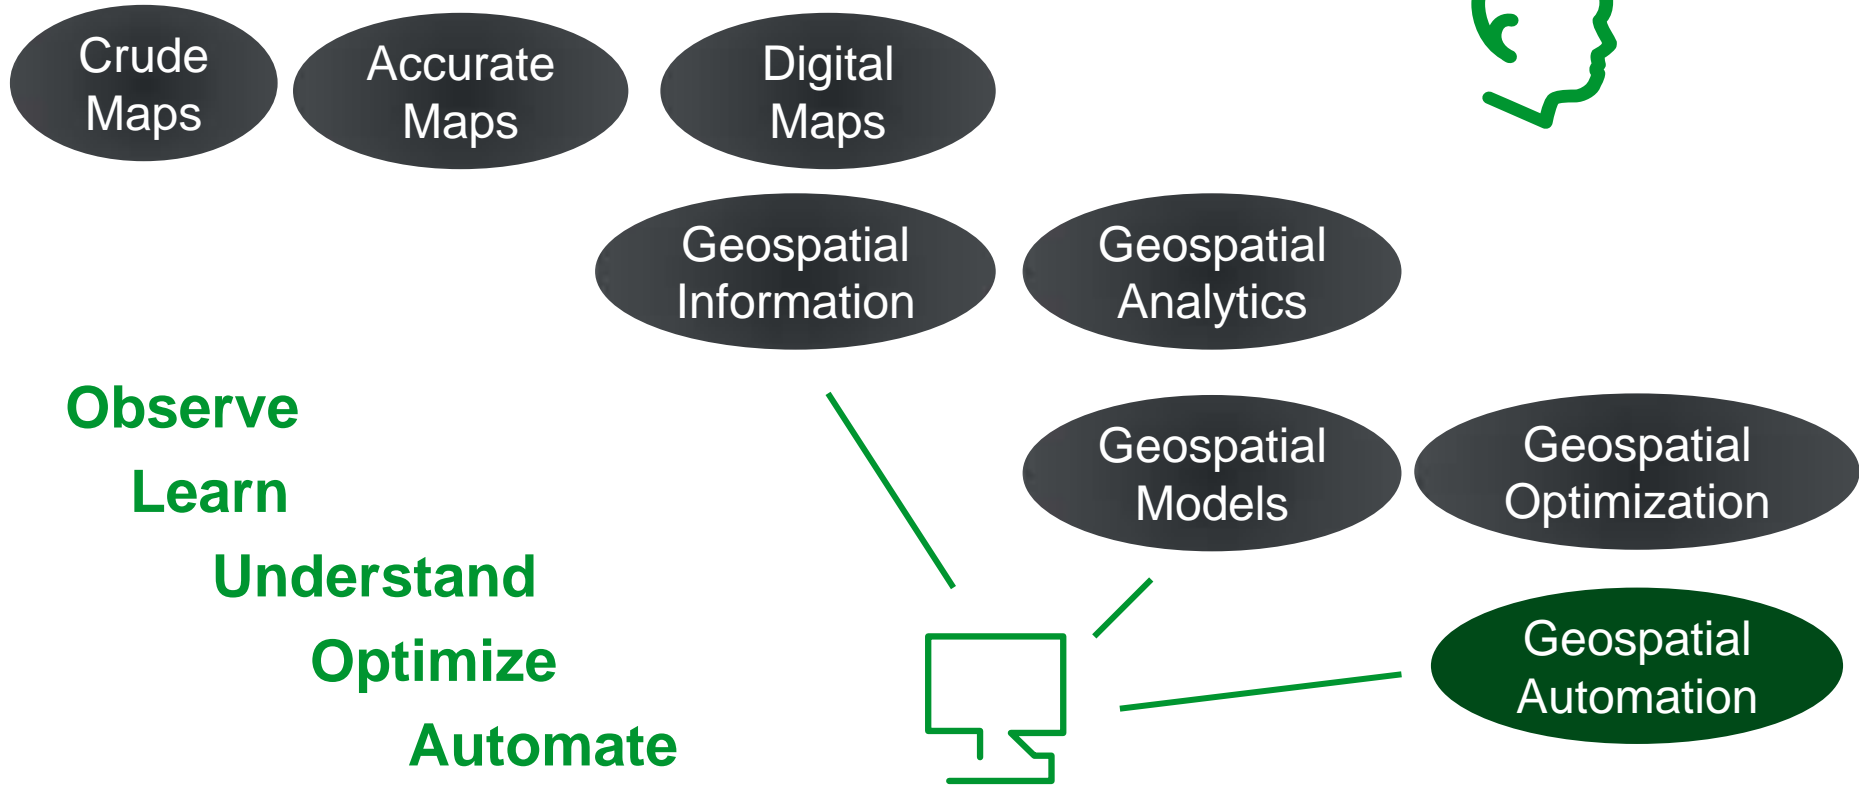 Crude
Maps
Accurate
Maps
Digital
Maps
Geospatial
Information
Geospatial
Analytics
Observe
Learn
Understand
Optimize
Automate
Geospatial
Models
Geospatial
Optimization
Geospatial
Automation